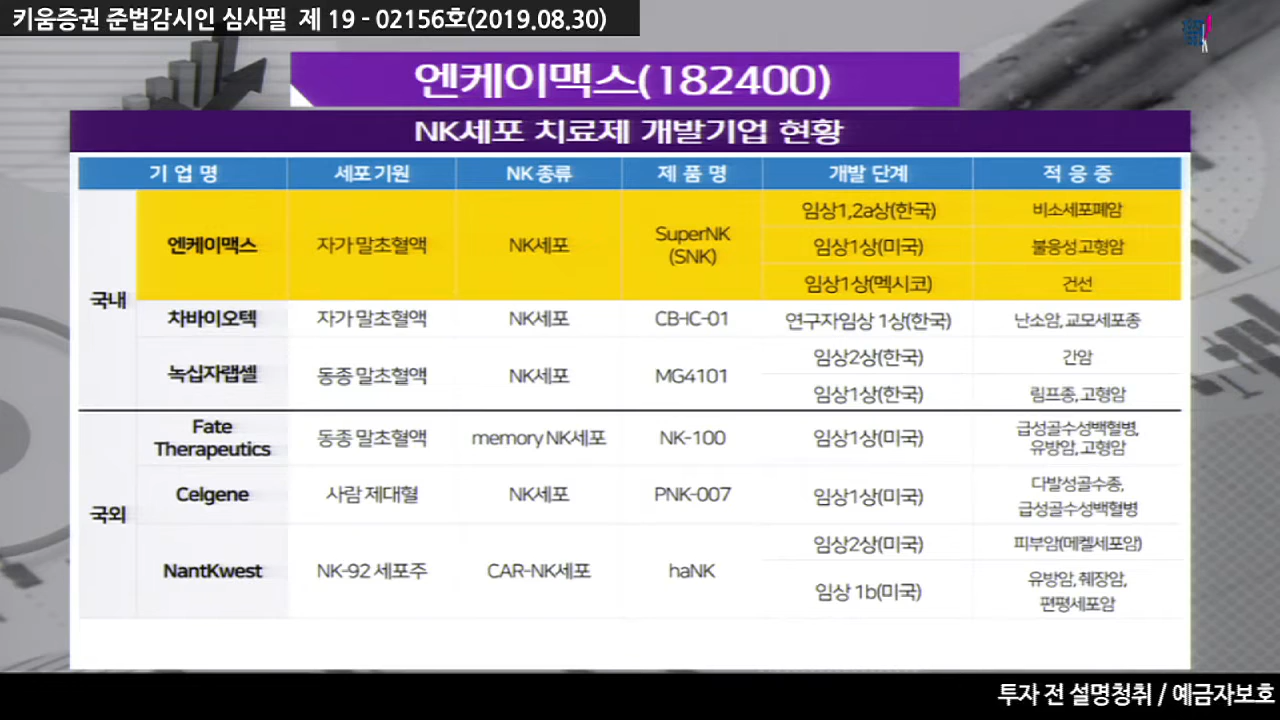 키움증권 준법감시인 심사필 제 19 - 02156호(2019.08.30)
엔케이맥스(182400)
NK세포 치료제 개발기업 현황
기 업 명 세포 기원 NK 종류 제 품 명 개발 단계 적 응 증
국내
엔케이맥스 자가 말초혈액 NK세포 SuperNK
(SNK)
임상1,2a상(한국) 비소세포폐암
임상1상(미국) 불응성 고형암
임상1상(멕시코) 건선
차바이오텍 자가 말초혈액 NK세포 CB-IC-01 연구자임상 1상(한국) 난소암, 교모세포종
녹십자랩셀 동종 말초혈액 NK세포 MG4101
임상2상(한국) 간암
임상1상(한국) 림프종, 고형암
국외
Fate
Therapeutics
동종 말초혈액 memory NK세포 NK-100 임상1상(미국)
급성골수성백혈병,
유방암, 고형암
Celgene 사람 제대혈 NK세포 PNK-007 임상1상(미국)
다발성골수종,
급성골수성백혈병
NantKwest NK-92 세포주 CAR-NK세포 haNK
임상2상(미국) 피부암(메켈세포암)
임상 1b(미국)
유방암, 췌장암,
편평세포암
투자 전 설명청취 / 예금자보호